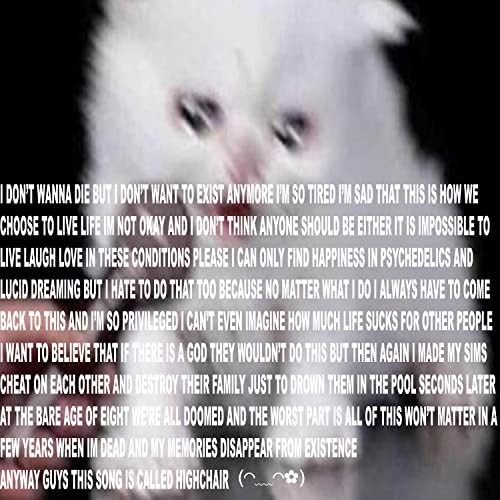 I DON'T WANNA DIE BUT I DON'T WANT TO EXIST ANYMORE I'M SO TIRED I'M SAD THAT THIS IS HOW WE
CHOOSE TO LIVE LIFE IM NOT OKAY AND I DON'T THINK ANYONE SHOULD BE EITHER IT IS IMPOSSIBLE TO
LIVE LAUGH LOVE IN THESE CONDITIONS PLEASE I CAN ONLY FIND HAPPINESS IN PSYCHEDELICS AND
LUCID DREAMING BUT I HATE TO DO THAT TOO BECAUSE NO MATTER WHAT I DO I ALWAYS HAVE TO COME
BACK TO THIS AND I'M SO PRIVILEGED I CAN'T EVEN IMAGINE HOW MUCH LIFE SUCKS FOR OTHER PEOPLE
I WANT TO BELIEVE THAT IF THERE IS A GOD THEY WOULDN'T DO THIS BUT THEN AGAIN I MADE MY SIMS
CHEAT ON EACH OTHER AND DESTROY THEIR FAMILY JUST TO DROWN THEM IN THE POOL SECONDS LATER
AT THE BARE AGE OF EIGHT WE'RE ALL DOOMED AND THE WORST PART IS ALL OF THIS WON'T MATTER IN A
FEW YEARS WHEN IM DEAD AND MY MEMORIES DISAPPEAR FROM EXISTENCE
ANYWAY GUYS THIS SONG IS CALLED HIGHCHAIR (◠﹏◠✿)